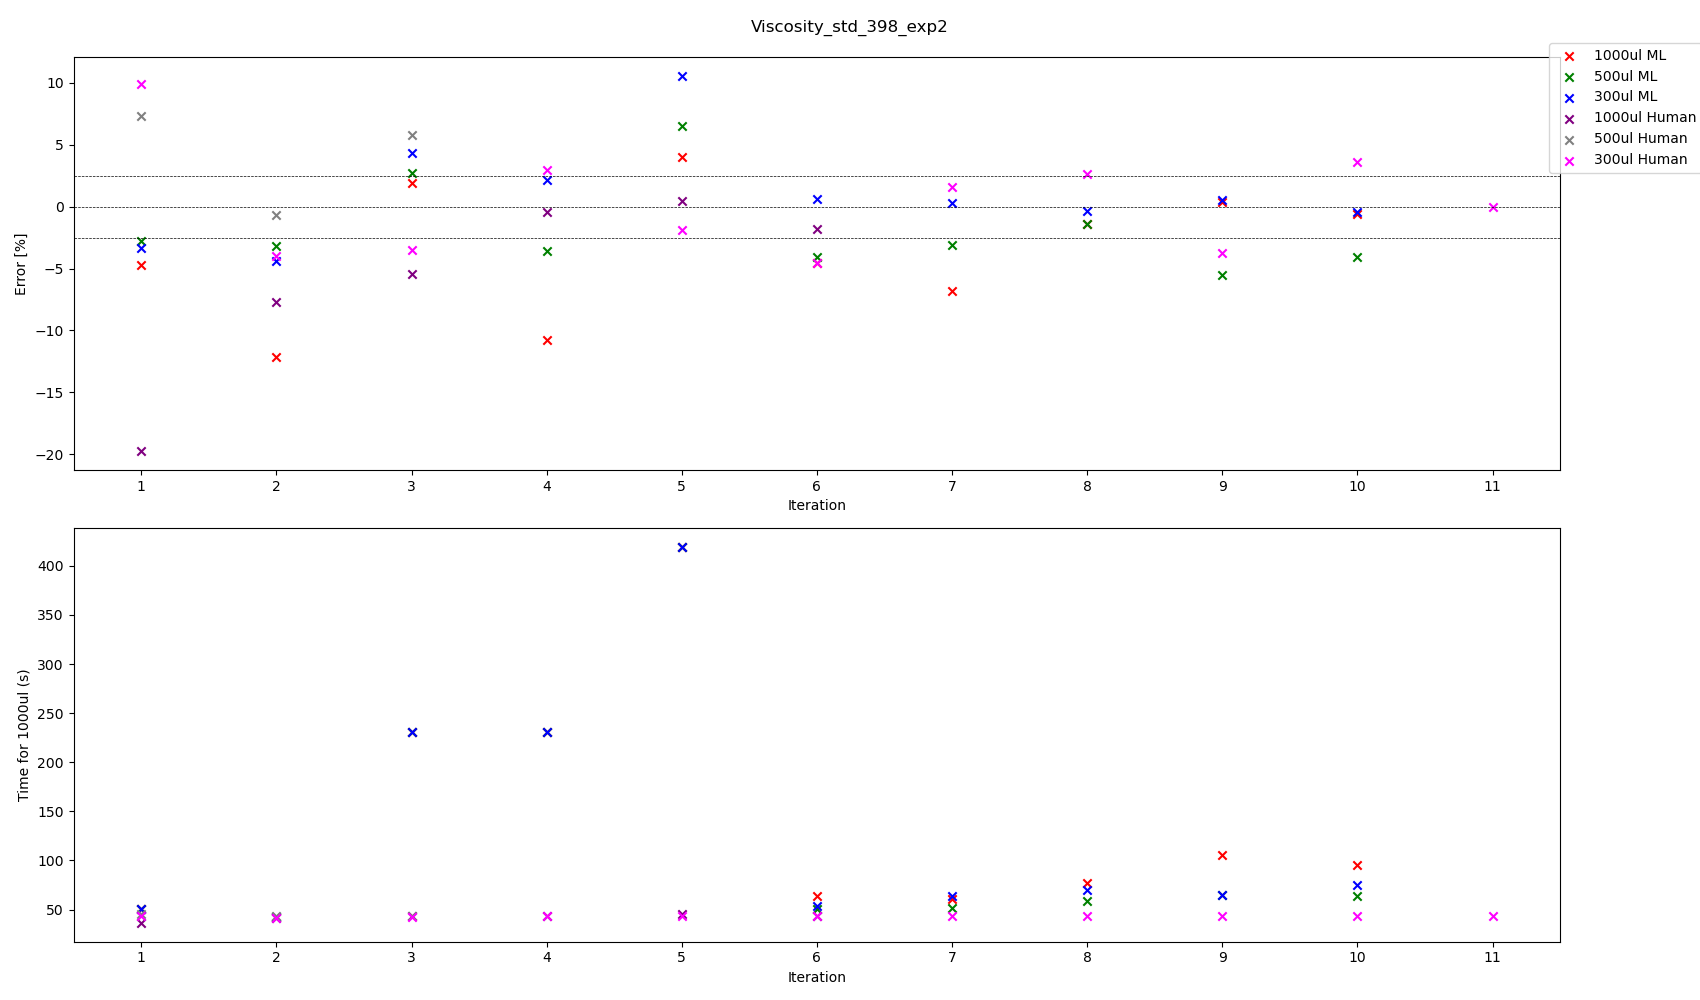 Viscosity_std_398_exp2
1000ul ML
500ul ML
300ul ML
1000ul Human
500ul Human
300ul Human
Error [%]
10
5
0
−5
−10
−15
−20
1 2 3 4 5 6 7 8 9 10 11
Iteration
Time for 1000ul (s)
400
350
300
250
200
150
100
50
1 2 3 4 5 6 7 8 9 10 11
Iteration